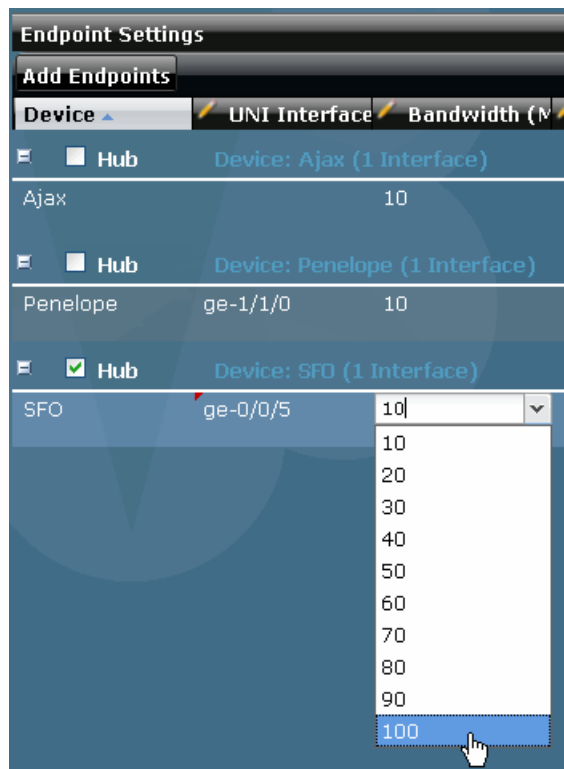 Endpoint Settings
Add Endpoints
Device UNI Interface Bandwidth (M
Hub Device: Ajax (1 Interface)
Ajax 10
Hub Device: Penelope (1 Interface)
Penelope ge-1/1/0 10
Hub Device: SFO (1 Interface)
SFO ge-0/0/5 10
10
20
30
40
50
60
70
80
90
100